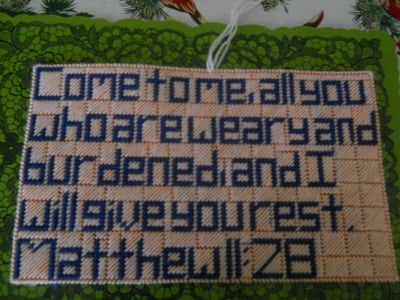 Come to me, all you
who are weary and
burdened, and I
will give you rest.
Matthew 11:28